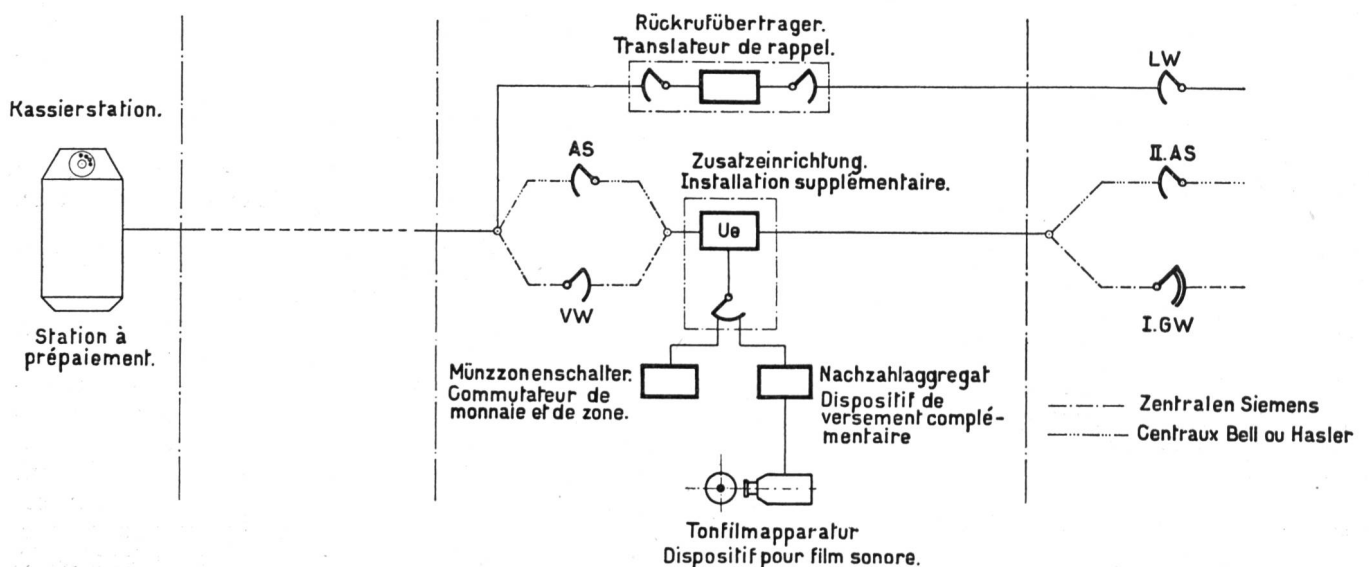 Rückrufübertrager.
Translateur de rappel.
LW
Kassierstation.
AS
Zusatzeinrichtung.
Installation supplémentaire.
II.AS
Ue
VW
I.GW
Station à
prépaiement.
Münzzonenschalter.
Commutateur de
monnaie et de zone.
Nachzahlaggregat
Dispositif de
versement complé-
mentaire
Zentralen Siemens
Centraux Bell ou Hasler
Tonfilmapparatur
Dispositif pour film sonore.